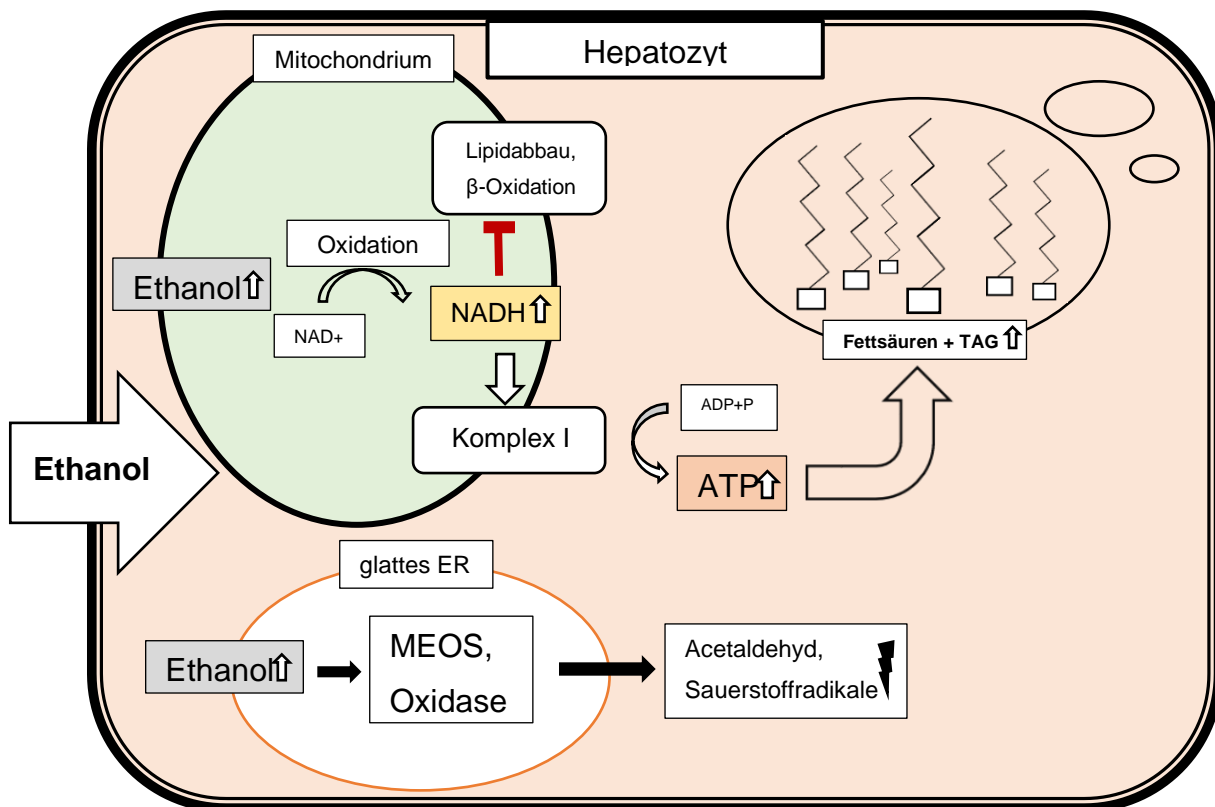 Hepatozyt
Mitochondrium
Lipidabbau,
β-Oxidation
Oxidation
Ethanol
NAD+
NADH
Fettsäuren + TAG
ADP+P
Komplex I
Ethanol
ATP
glattes ER
Ethanol
MEOS,
Oxidase
Acetaldehyd,
Sauerstoffradikale